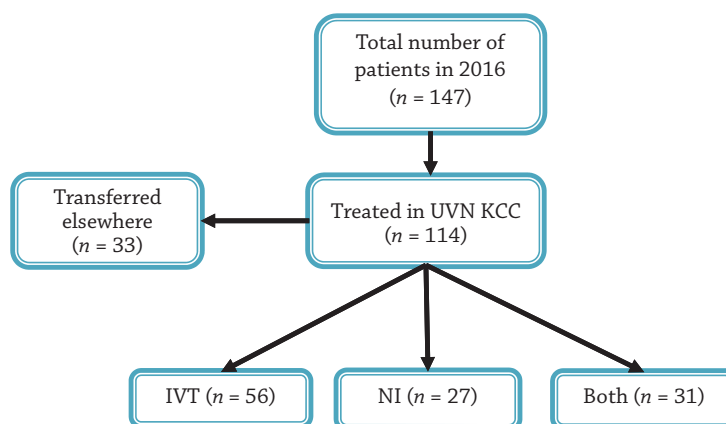 Total number of
patients in 2016
(n = 147)
Transferred
elsewhere
(n = 33)
Treated in UVN KCC
(n = 114)
IVT (n = 56)
NI (n = 27)
Both (n = 31)